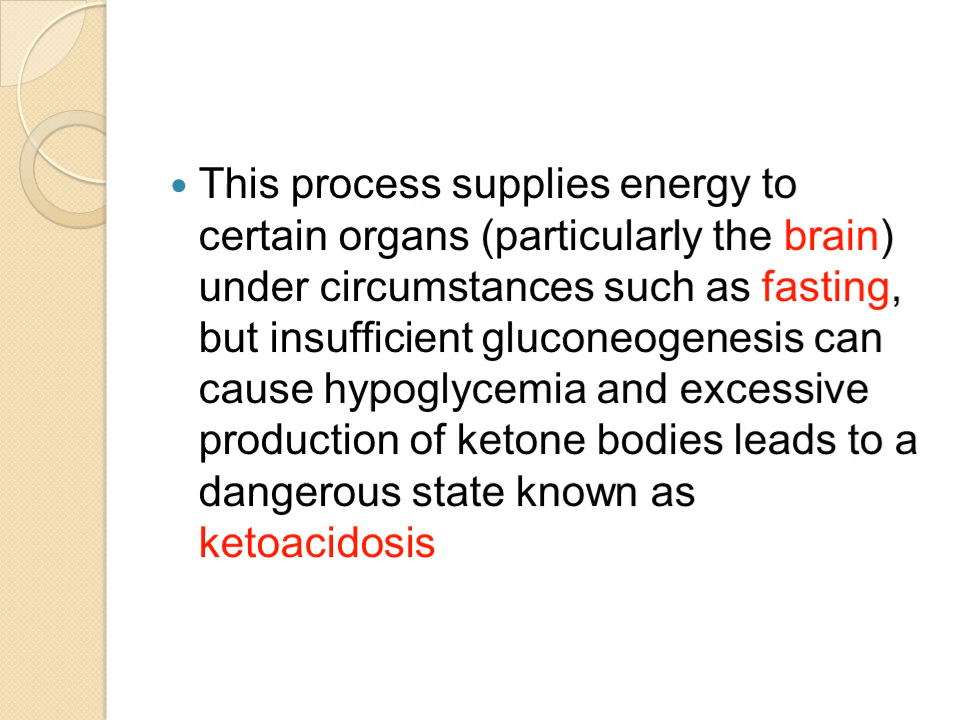 • This process supplies energy to
certain organs (particularly the brain)
under circumstances such as fasting,
but insufficient gluconeogenesis can
cause hypoglycemia and excessive
production of ketone bodies leads to a
dangerous state known as
ketoacidosis